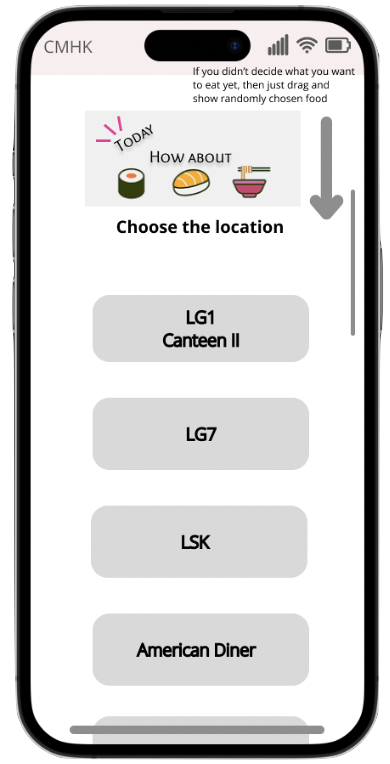 CMHK
If you didn't decide what you want
to eat yet, then just drag and
show randomly chosen food
Today
How about
Choose the location
LG1
Canteen II
LG7
LSK
American Diner